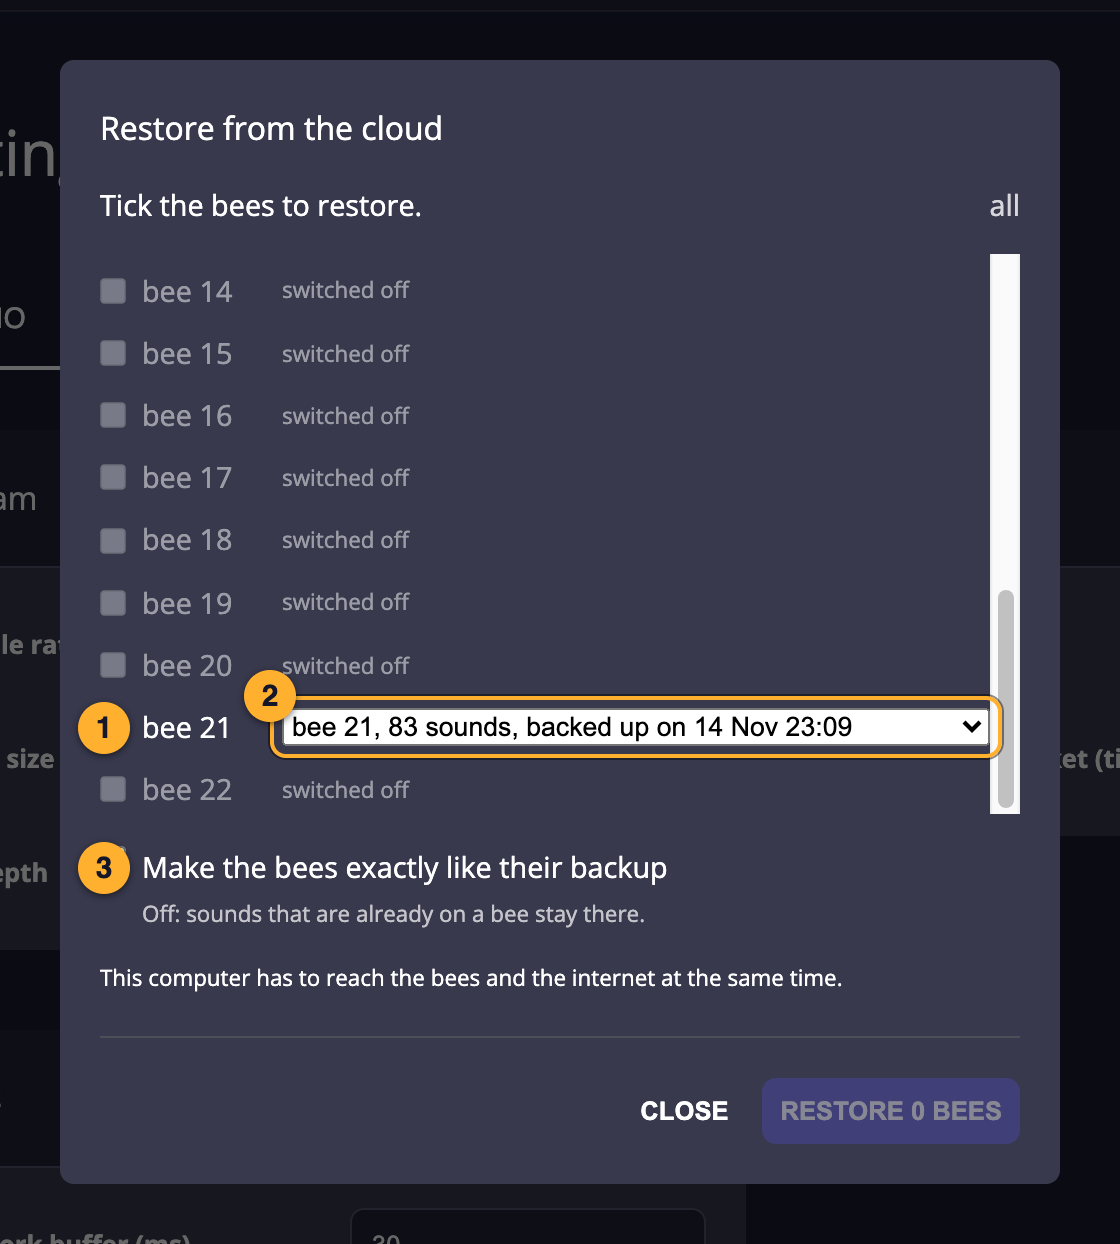 Restore from the cloud
Tick the bees to restore.
all
bee 14 switched off
bee 15 switched off
bee 16 switched off
bee 17 switched off
bee 18 switched off
bee 19 switched off
bee 20 switched off
2
1 bee 21 bee 21, 83 sounds, backed up on 14 Nov 23:09
bee 22 switched off
3 Make the bees exactly like their backup
Off: sounds that are already on a bee stay there.
This computer has to reach the bees and the internet at the same time.
CLOSE
RESTORE 0 BEES
size
buffer (ms)